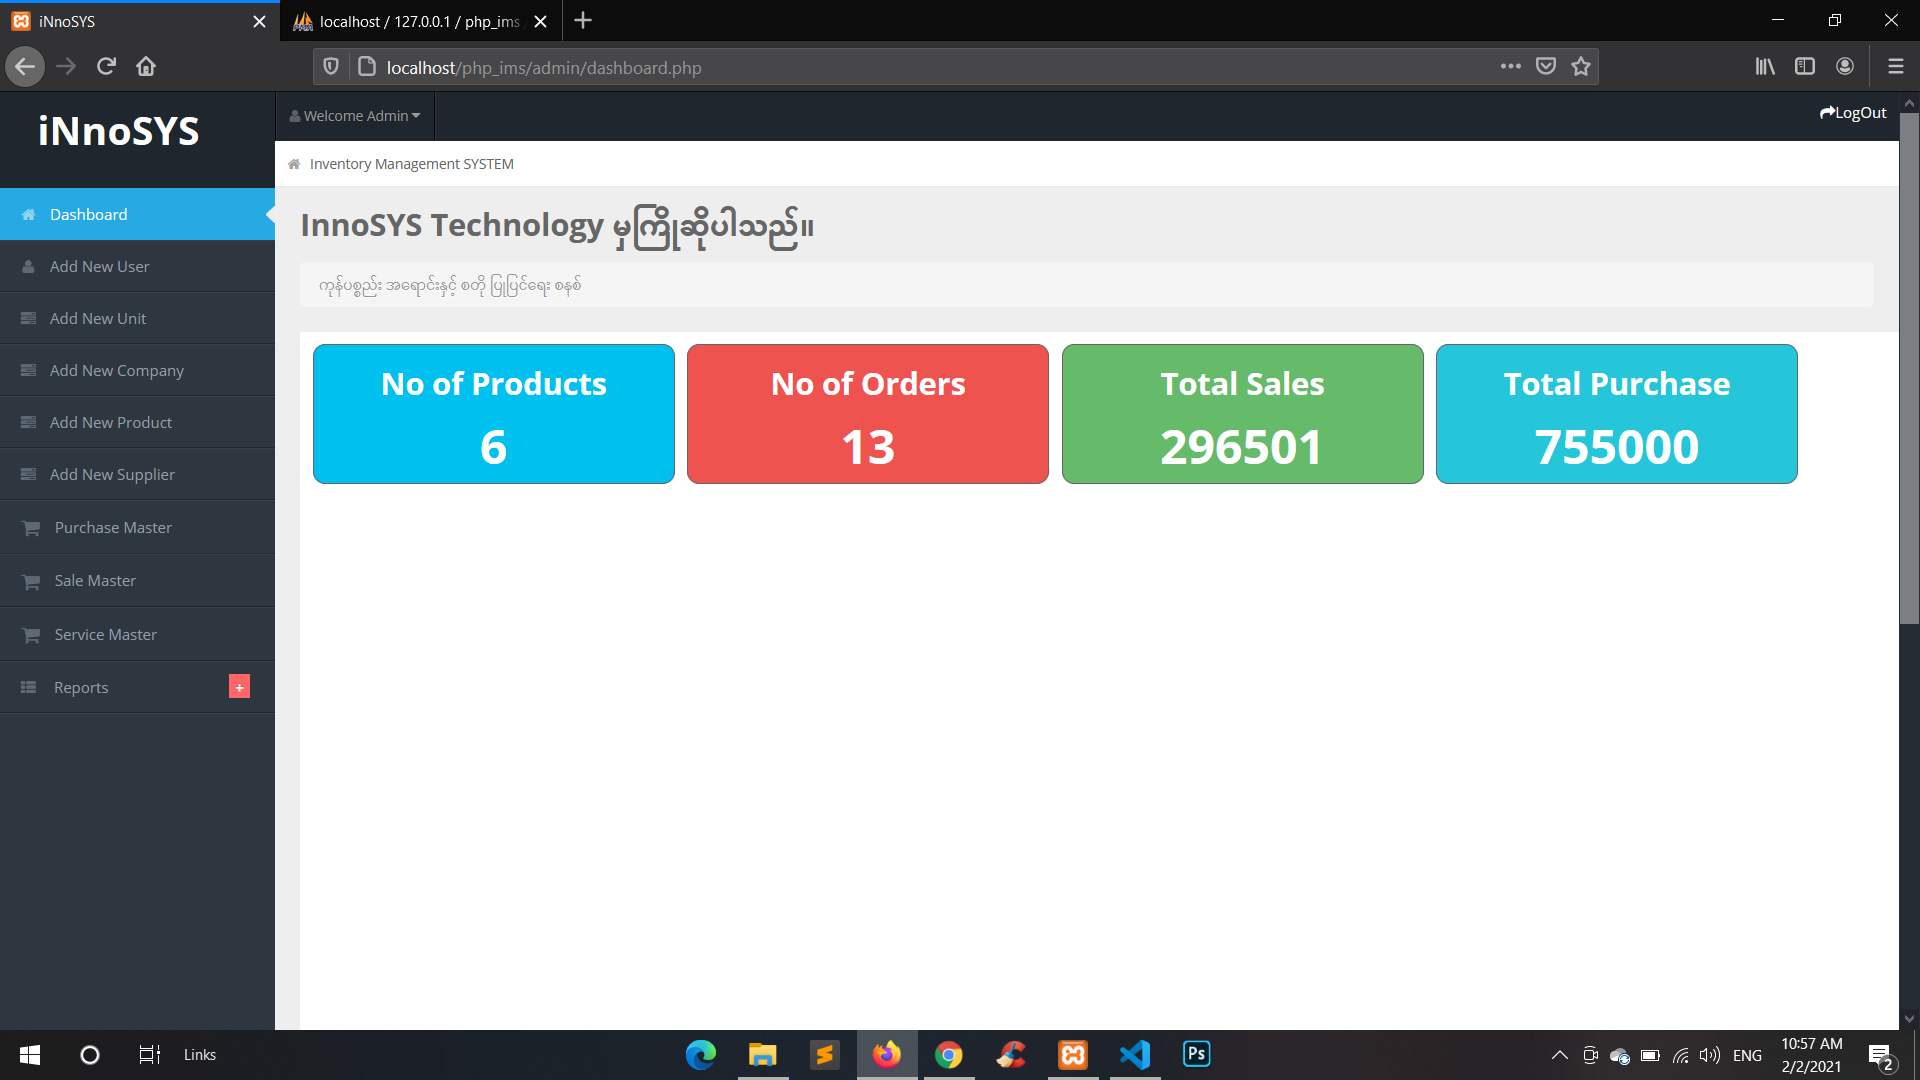 iNnoSYS
localhost / 127.0.0.1 / php_ims
localhost/php_ims/admin/dashboard.php
iNnoSYS
Welcome Admin
LogOut
Inventory Management SYSTEM
Dashboard
Add New User
Add New Unit
Add New Company
Add New Product
Add New Supplier
Purchase Master
Sale Master
Service Master
Reports
+
InnoSYS Technology မှကြိုဆိုပါသည်။
ကုန်ပစ္စည်း အရောင်းနှင့် စတို ပြုပြင်ရေး စနစ်
No of Products
6
No of Orders
13
Total Sales
296501
Total Purchase
755000
Links
Ps
ENG
10:57 AM
2/2/2021
2